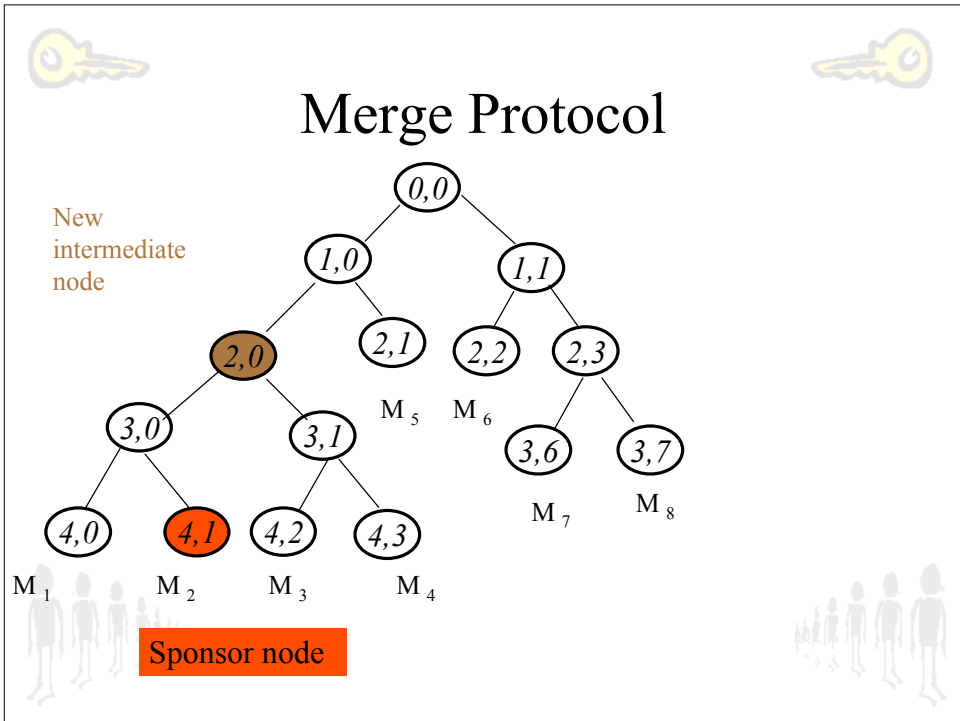 Merge Protocol
0,0
New
intermediate
node
1,0
1,1
2,0
2,1
2,2
2,3
M 5
M 6
3,0
3,1
3,6
3,7
M 7
M 8
4,0
4,1
4,2
4,3
M 1
M 2
M 3
M 4
Sponsor node